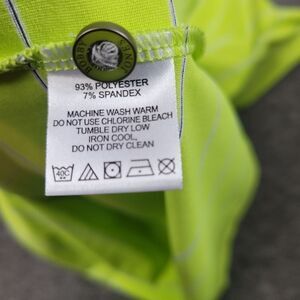 93% POLYESTER
7% SPANDEX
MACHINE WASH WARM
DO NOT USE CHLORINE BLEACH
TUMBLE DRY LOW
IRON COOL,
DO NOT DRY CLEAN
40C